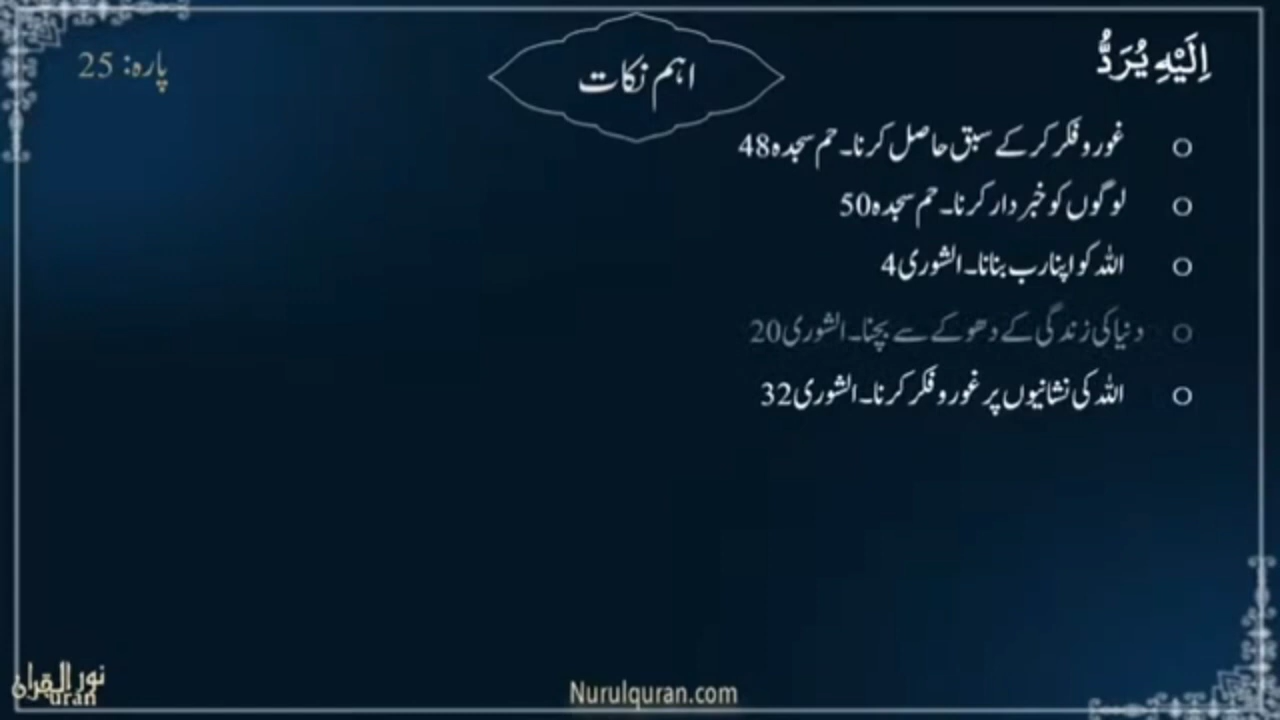 اِلَيْهِ يُرَدُّ
اہم نکات
پارہ: 25
o غور و فکر کر کے سبق حاصل کرنا۔ حم سجدہ 48
o لوگوں کو خبردار کرنا۔ حم سجدہ 50
o اللہ کو اپنا رب بنانا۔ الشوری 4
o دنیا کی زندگی کے دھوکے سے بچنا۔ الشوری 20
o اللہ کی نشانیوں پر غور و فکر کرنا۔ الشوری 32
نور القرآن
uran
Nurulquran.com